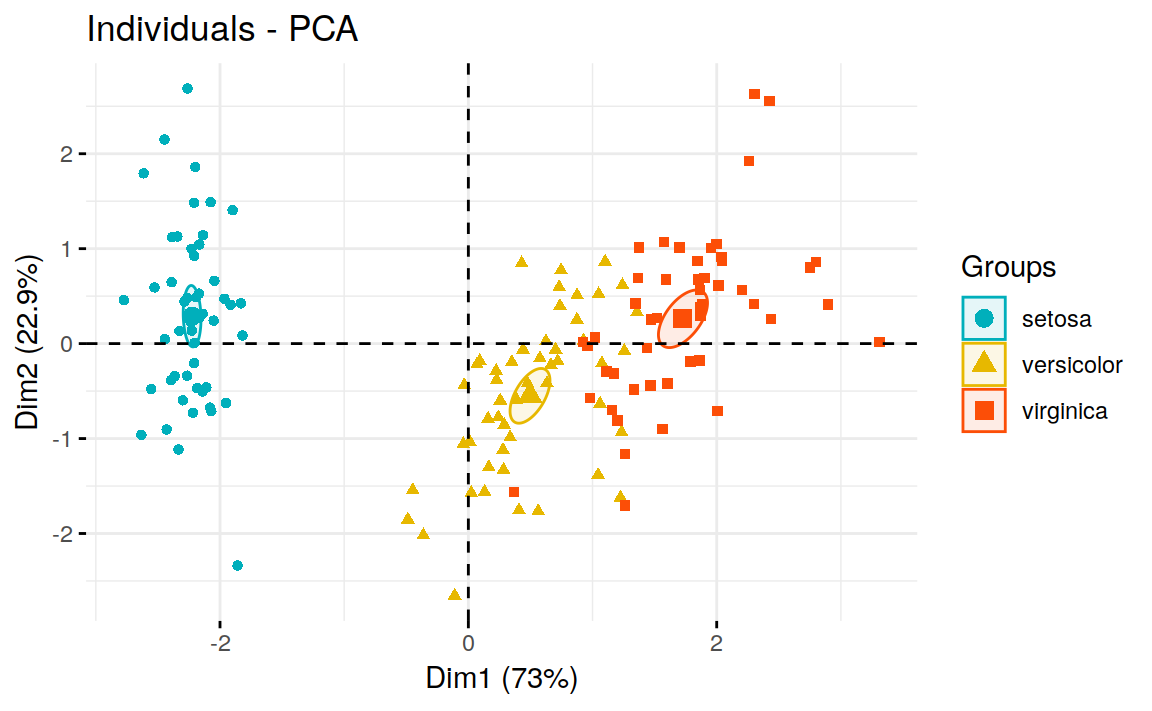 Individuals - PCA
Dim2 (22.9%)
2
1
0
-1
-2
-2
0
2
Dim1 (73%)
Groups
setosa
versicolor
virginica